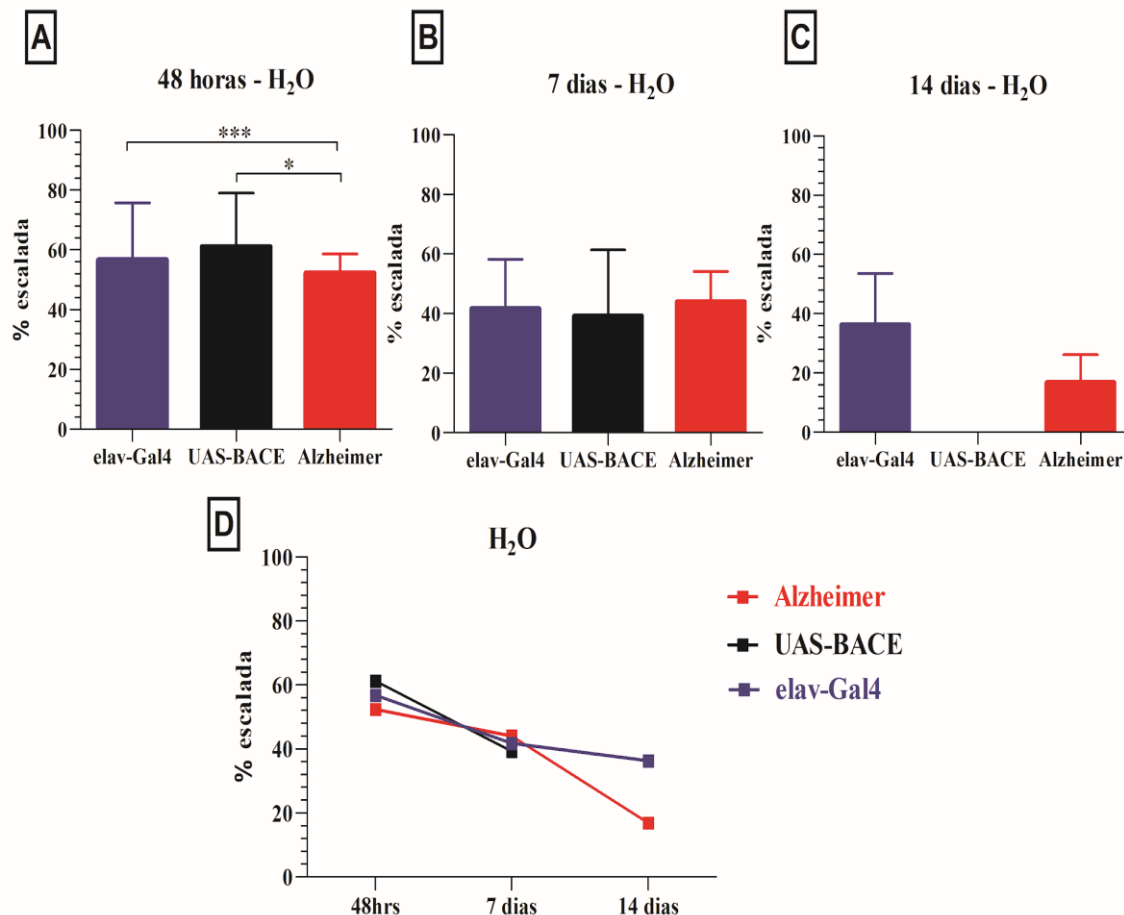 A
48 horas - H₂O
% escalada
100
80
60
40
20
0
***
*
elav-Gal4 UAS-BACE Alzheimer
B
7 dias - H₂O
% escalada
100
80
60
40
20
0
elav-Gal4 UAS-BACE Alzheimer
C
14 dias - H₂O
% escalada
100
80
60
40
20
0
elav-Gal4 UAS-BACE Alzheimer
D
H₂O
% escalada
100
80
60
40
20
0
48hrs 7 dias 14 dias
Alzheimer
UAS-BACE
elav-Gal4